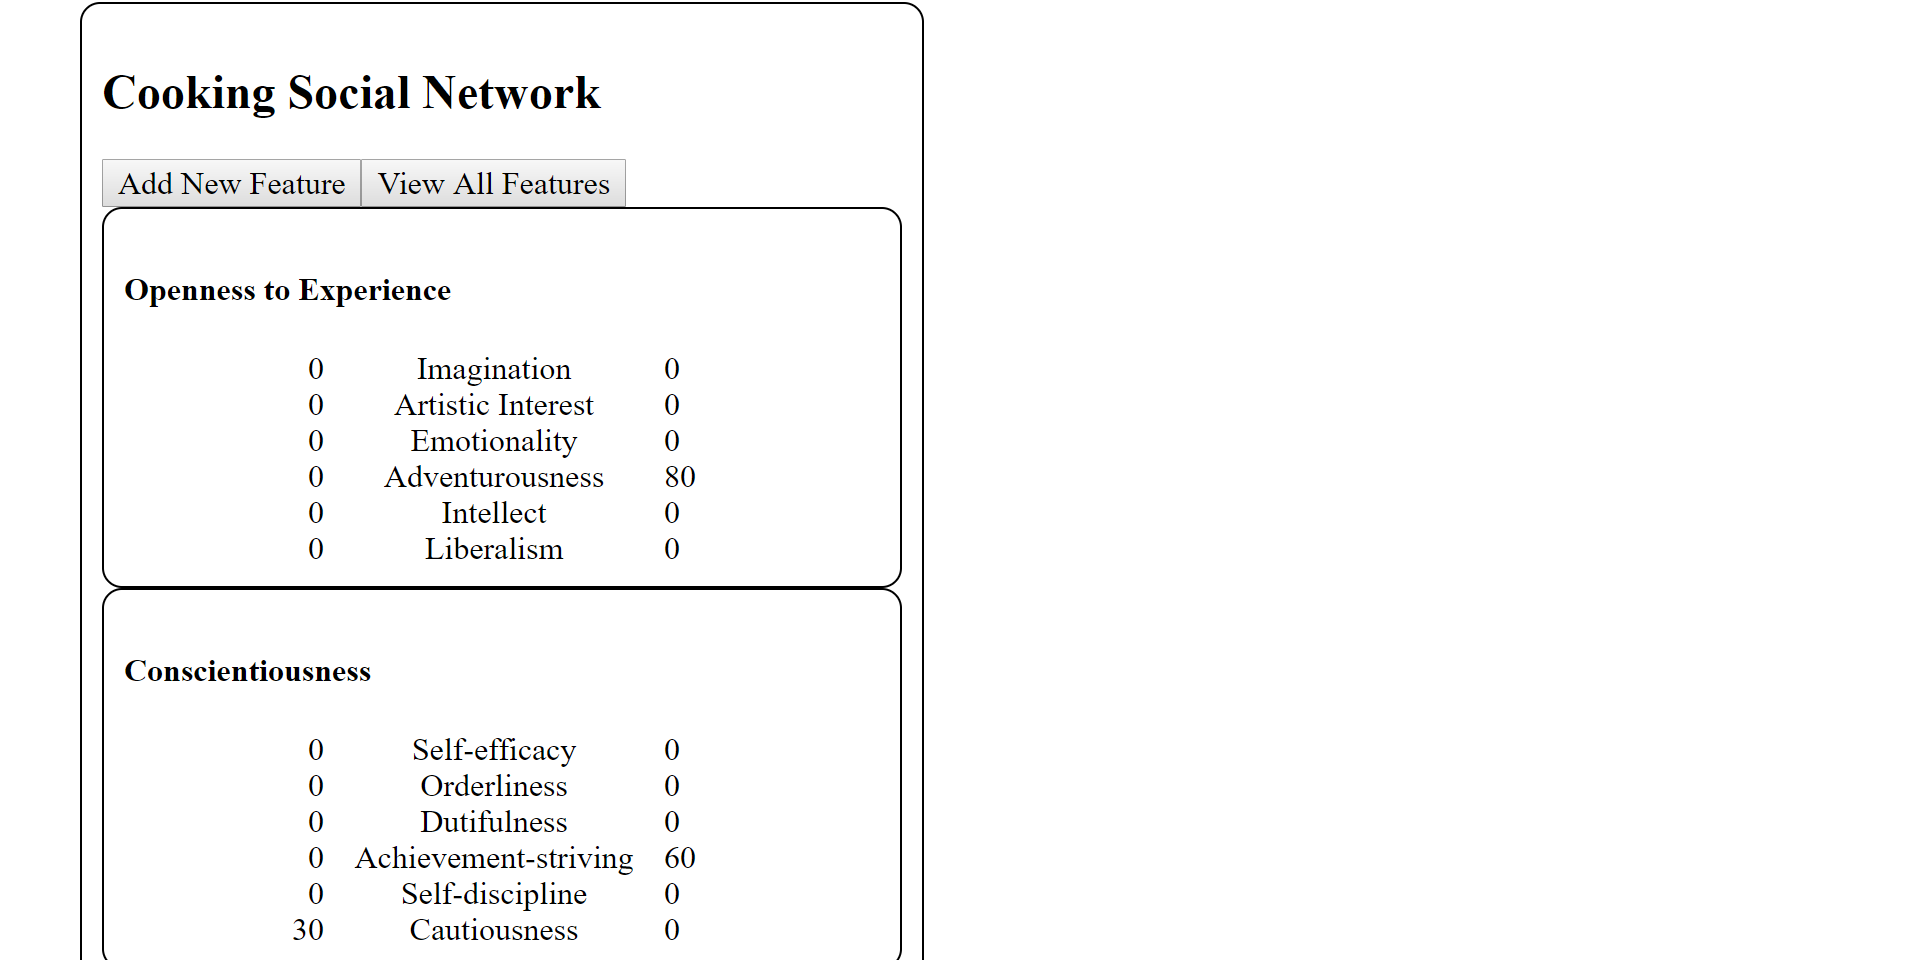 Cooking Social Network
Add New Feature View All Features
Openness to Experience
0 Imagination 0
0 Artistic Interest 0
0 Emotionality 0
0 Adventurousness 80
0 Intellect 0
0 Liberalism 0
Conscientiousness
0 Self-efficacy 0
0 Orderliness 0
0 Dutifulness 0
0 Achievement-striving 60
0 Self-discipline 0
30 Cautiousness 0